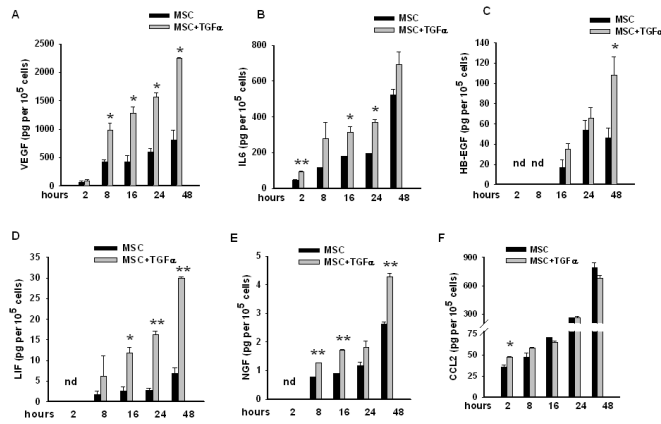 A
MSC
MSC+TGFα
VEGF (pg per 10⁵ cells)
2500
2000
1500
1000
500
0
*
*
*
*
hours 2 8 16 24 48
B
MSC
MSC+TGFα
IL6 (pg per 10⁵ cells)
800
600
400
200
0
**
*
*
hours 2 8 16 24 48
C
MSC
MSC+TGFα
HB-EGF (pg per 10⁵ cells)
140
120
100
80
60
40
20
0
nd nd
*
hours 2 8 16 24 48
D
MSC
MSC+TGFα
LIF (pg per 10⁵ cells)
35
30
25
20
15
10
5
0
nd
*
**
**
hours 2 8 16 24 48
E
MSC
MSC+TGFα
NGF (pg per 10⁵ cells)
5
4
3
2
1
0
nd
**
**
**
hours 2 8 16 24 48
F
MSC
MSC+TGFα
CCL2 (pg per 10⁵ cells)
900
700
500
300
75
50
25
0
*
hours 2 8 16 24 48